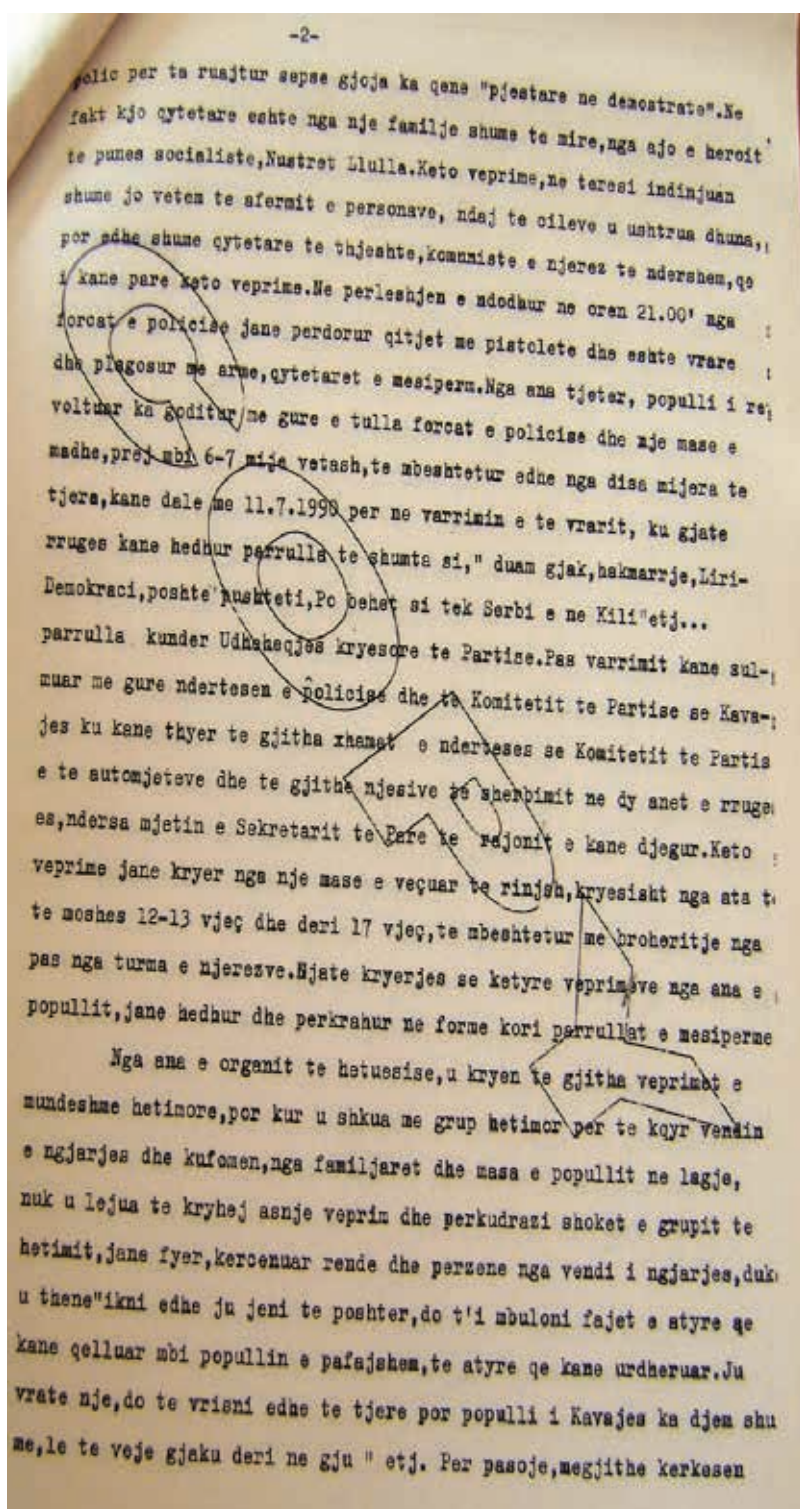 -2-
polic per te ruajtur sepse gjoja ka qene "pjestare ne demostrate".Ne
fakt kjo qytetare eshte nga nje familje shume te mire,nga ajo e heroit
te punes socialiste,Nustret Llulla.Keto veprime,ne teresi indinjuan
shume jo vetem te afermit e personave, ndaj te cileve u ushtrua dhuna,
por edhe shume qytetare te thjeshte,komuniste e njerez te ndershem,qe
i kane pare keto veprime.Ne perleshjen e ndodhur ne oren 21.00' nga
forcat e policise jane perdorur qitjet me pistolete dhe eshte vrare
dhe plagosur me arme,qytetaret e mesiperm.Nga ana tjeter, populli i re
voltuar ka goditur me gure e tulla forcat e policise dhe nje mase e
madhe,prej mbi 6-7 mije vetash,te mbeshtetur edhe nga disa mijera te
tjera,kane dale me 11.7.1990 per ne varrimin e te vrarit, ku gjate
rruges kane hedhur parrulla te shumta si," duam gjak,hakmarrje,Liri-
Demokraci,poshte pushteti,Po behet si tek Serbi e ne Kili"etj...
parrulla kunder Udheheqjes kryesore te Partise.Pas varrimit kane sul-
muar me gure ndertesen e policise dhe te Komitetit te Partise se Kava-
jes ku kane thyer te gjitha xhamat e nderteses se Komitetit te Partis
e te automjeteve dhe te gjithe njesive te sherbimit ne dy anet e rruge
es,ndersa mjetin e Sekretarit te Pare te rajonit e kane djegur.Keto
veprime jane kryer nga nje mase e veçuar te rinjsh,kryesisht nga ata t
te moshes 12-13 vjeç dhe deri 17 vjeç,te mbeshtetur me broheritje nga
pas nga turma e njerezve.Njate kryerjes se ketyre veprimeve nga ana e
popullit,jane hedhur dhe perkrahur ne forme kori parrullat e mesiperme
Nga ana e organit te hetuesise,u kryen te gjitha veprimet e
mundeshme hetimore,por kur u shkua me grup hetimor per te kqyr vendin
e ngjarjes dhe kufomen,nga familjaret dhe masa e popullit ne lagje,
nuk u lejua te kryhej asnje veprim dhe perkudrazi shoket e grupit te
hetimit,jane fyer,kercenuar rende dhe perzene nga vendi i ngjarjes,duk
u thene"ikni edhe ju jeni te poshter,do t'i mbuloni fajet e atyre qe
kane qelluar mbi popullin e pafajshem,te atyre qe kane urdheruar.Ju
vrate nje,do te vrisni edhe te tjere por populli i Kavajes ka djem shu
me,le te veje gjaku deri ne gju " etj. Per pasoje,megjithe kerkesen